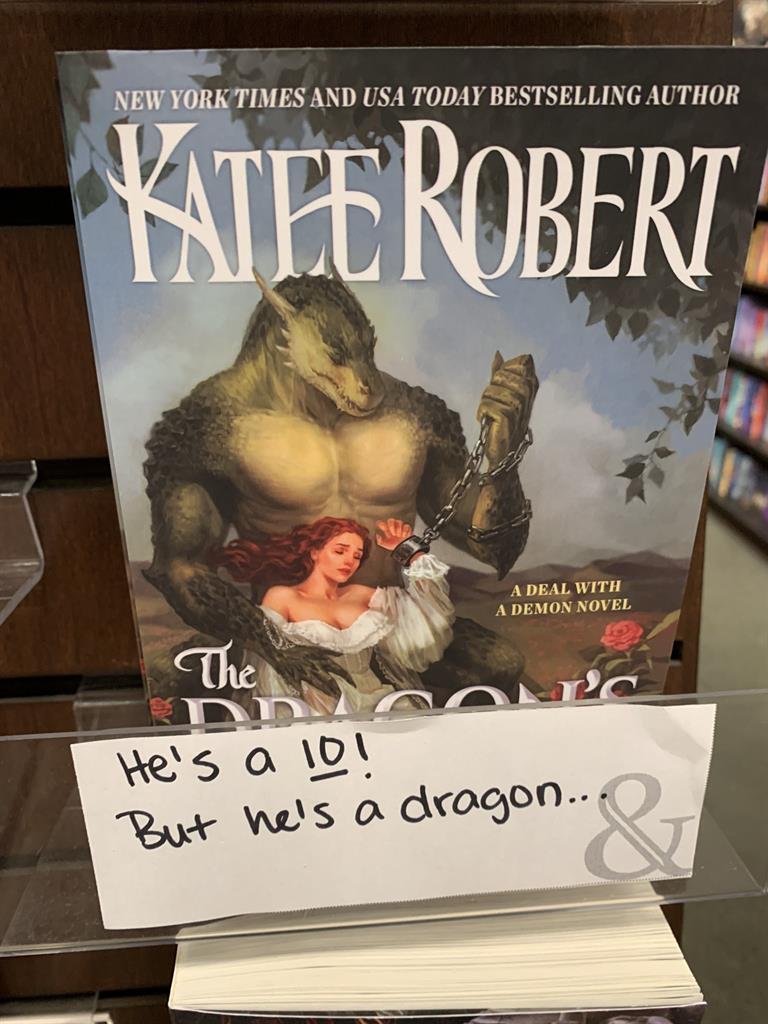 NEW YORK TIMES AND USA TODAY BESTSELLING AUTHOR
KATEE ROBERT
A DEAL WITH
A DEMON NOVEL
The
DRAGON'S
He's a 10!
But he's a dragon...
&